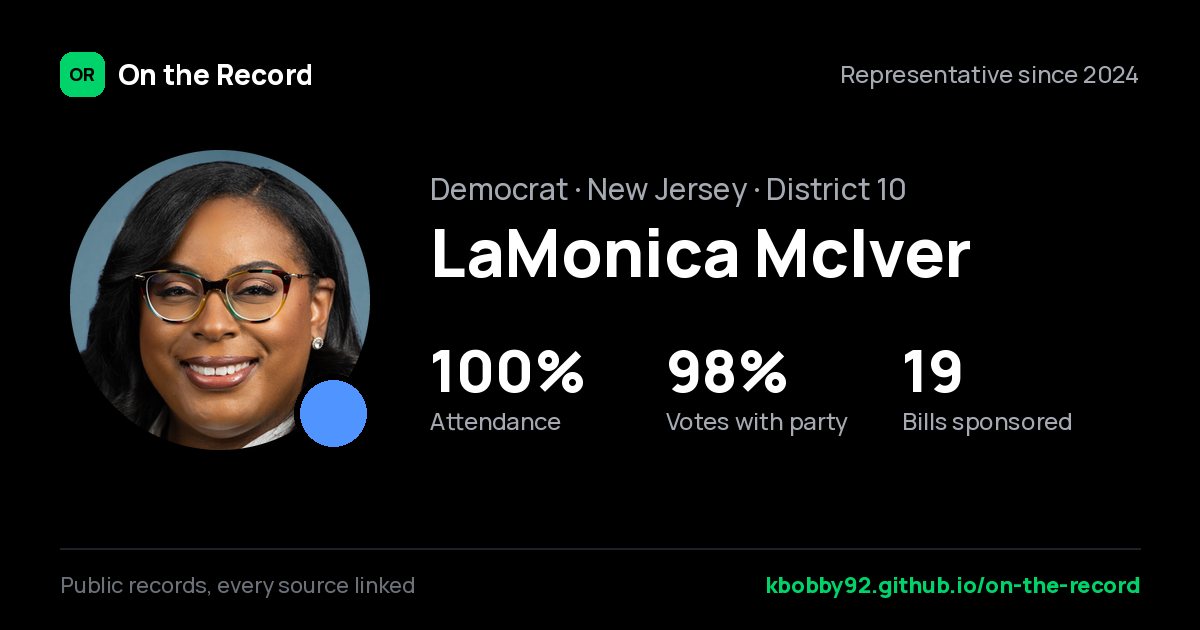 OR On the Record
Representative since 2024
Democrat · New Jersey · District 10
LaMonica McIver
100% 98% 19
Attendance Votes with party Bills sponsored
Public records, every source linked
kbobby92.github.io/on-the-record